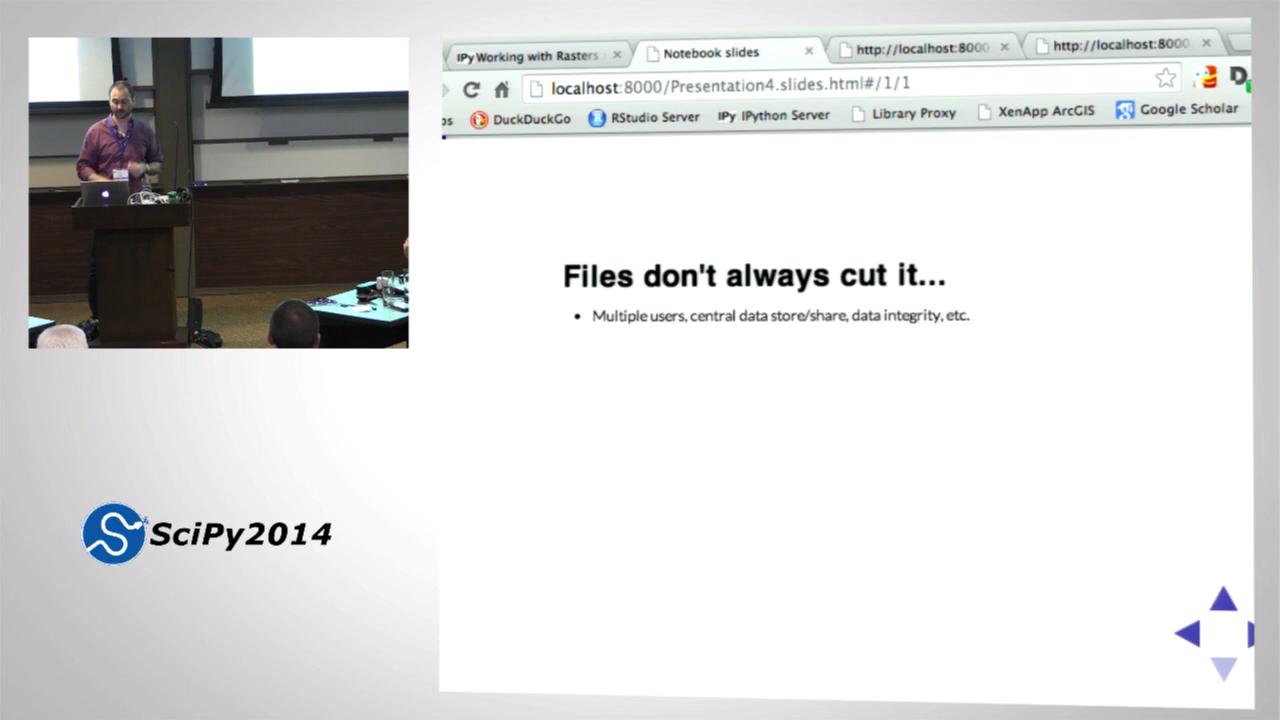 IPy Working with Rasters
Notebook slides
http://localhost:8000
http://localhost:8000
localhost:8000/Presentation4.slides.html#/1/1
os
DuckDuckGo
RStudio Server
IPy IPython Server
Library Proxy
XenApp ArcGIS
Google Scholar
Files don't always cut it...
• Multiple users, central data store/share, data integrity, etc.
SciPy2014